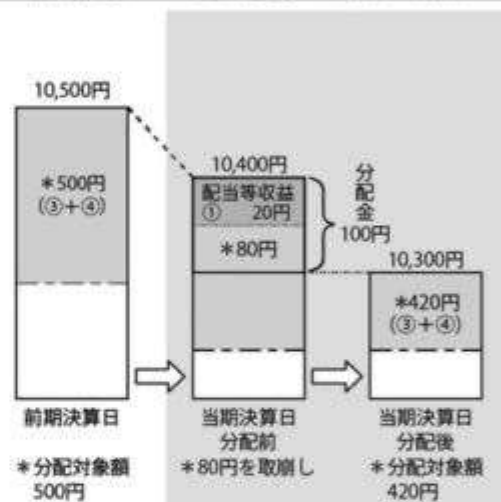 10,500円
＊500円
(③＋④)
10,400円
配当等収益
① 20円
＊80円
分配金
100円
10,300円
＊420円
(③＋④)
前期決算日
当期決算日
分配前
当期決算日
分配後
＊分配対象額
500円
＊80円を取崩し
＊分配対象額
420円